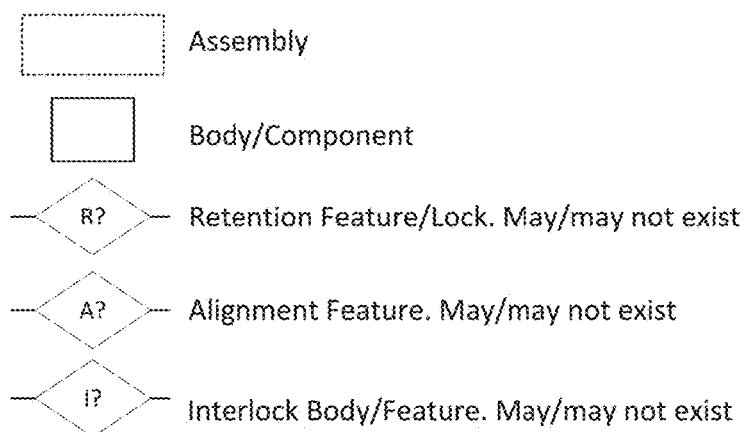 Assembly
Body/Component
R? Retention Feature/Lock. May/may not exist
A? Alignment Feature. May/may not exist
I? Interlock Body/Feature. May/may not exist